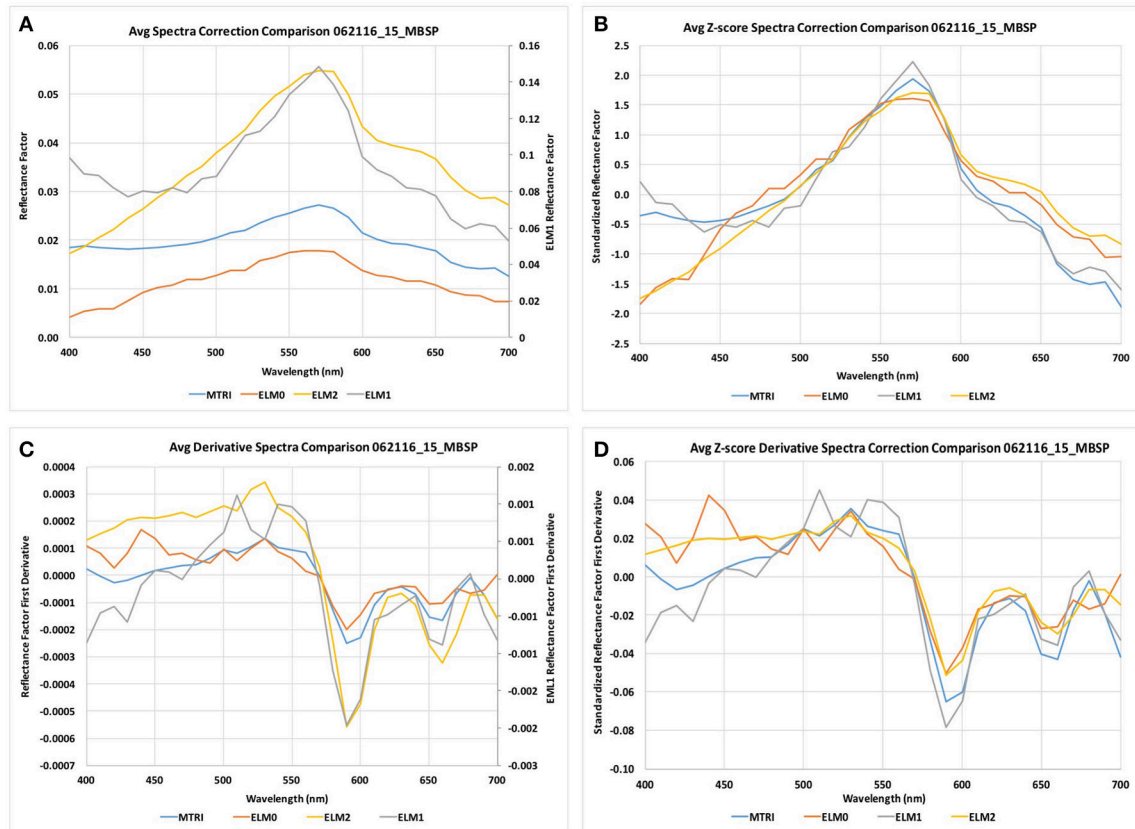 A
Avg Spectra Correction Comparison 062116_15_MBSP
0.06
0.05
0.04
0.03
0.02
0.01
0.00
Reflectance Factor
0.16
0.14
0.12
0.1
0.08
0.06
0.04
0.02
0
ELM1 Reflectance Factor
400 450 500 550 600 650 700
Wavelength (nm)
MTRI ELM0 ELM2 ELM1
B
Avg Z-score Spectra Correction Comparison 062116_15_MBSP
2.5
2.0
1.5
1.0
0.5
0.0
-0.5
-1.0
-1.5
-2.0
-2.5
Standardized Reflectance Factor
400 450 500 550 600 650 700
Wavelength (nm)
MTRI ELM0 ELM1 ELM2
C
Avg Derivative Spectra Comparison 062116_15_MBSP
0.0004
0.0003
0.0002
0.0001
0.0000
-0.0001
-0.0002
-0.0003
-0.0004
-0.0005
-0.0006
-0.0007
Reflectance Factor First Derivative
0.002
0.001
0.001
0.000
-0.001
-0.001
-0.002
-0.002
-0.003
EML1 Reflectance Factor First Derivative
400 450 500 550 600 650 700
Wavelength (nm)
MTRI ELM0 ELM2 ELM1
D
Avg Z-score Derivative Spectra Correction Comparison 062116_15_MBSP
0.06
0.04
0.02
0.00
-0.02
-0.04
-0.06
-0.08
-0.10
Standardized Reflectance Factor First Derivative
400 450 500 550 600 650 700
Wavelength (nm)
MTRI ELM0 ELM1 ELM2